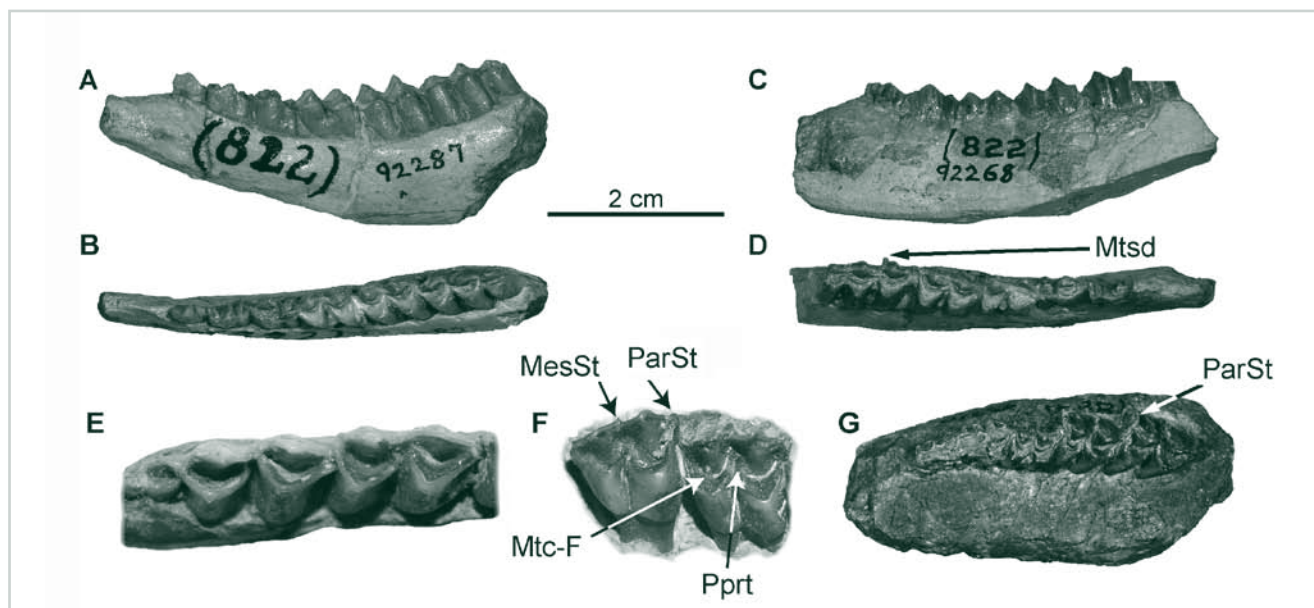 A
(822)
92287
C
(822)
92268
2 cm
B
D
Mtsd
MesSt
ParSt
ParSt
E
F
G
Mtc-F
Pprt